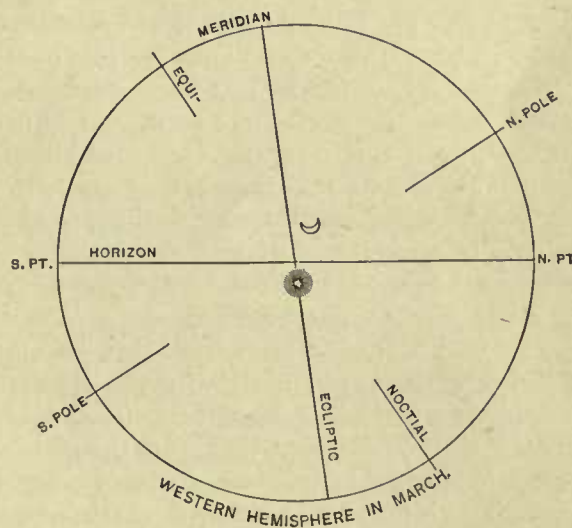 MERIDIAN
EQUI-
N. POLE
S. PT.
HORIZON
N. PT
S. POLE
ECLIPTIC
NOCTIAL
WESTERN HEMISPHERE IN MARCH.